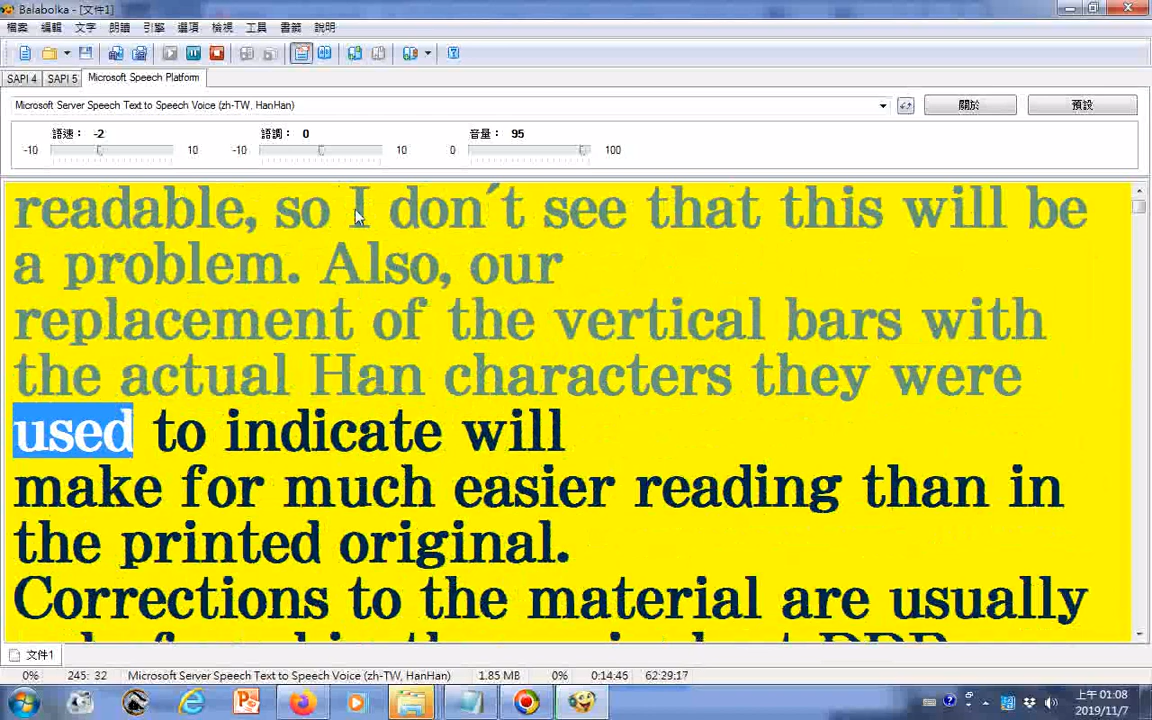 Balabolka - [文件1]
檔案 編輯 文字 朗讀 引擎 選項 檢視 工具 書籤 說明
SAPI 4 SAPI 5 Microsoft Speech Platform
Microsoft Server Speech Text to Speech Voice (zh-TW, HanHan) 關於 預設
語速： -2 語調： 0 音量： 95
-10 10 -10 10 0 100
readable, so I don´t see that this will be
a problem. Also, our
replacement of the vertical bars with
the actual Han characters they were
used to indicate will
make for much easier reading than in
the printed original.
Corrections to the material are usually
文件1
0% 245: 32 Microsoft Server Speech Text to Speech Voice (zh-TW, HanHan) 1.85 MB 0% 0:14:45 62:29:17
上午 01:08
2019/11/7